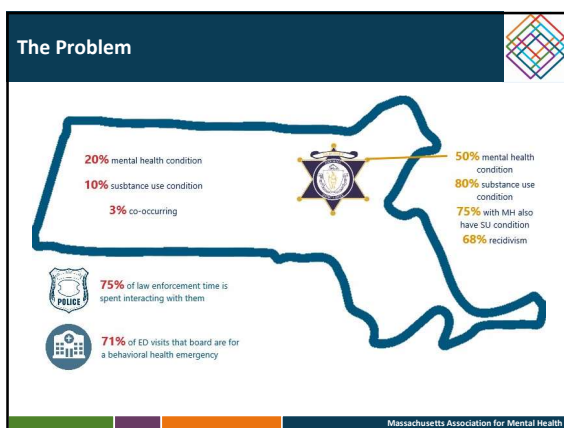 The Problem
20% mental health condition
10% susbtance use condition
3% co-occurring
50% mental health
condition
80% substance use
condition
75% with MH also
have SU condition
68% recidivism
POLICE
75% of law enforcement time is
spent interacting with them
71% of ED visits that board are for
a behavioral health emergency
Massachusetts Association for Mental Health